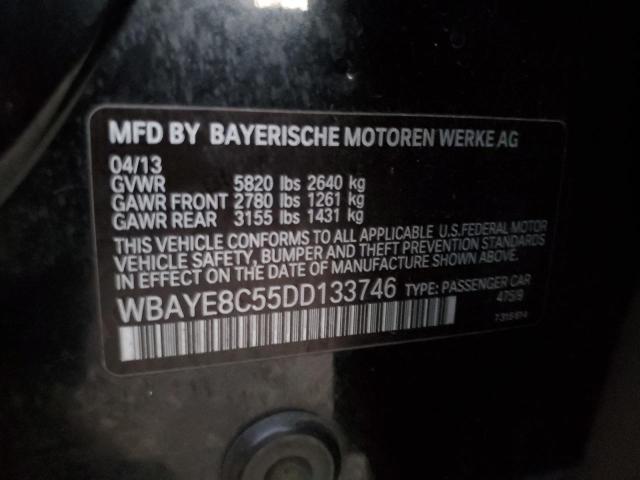 MFD BY BAYERISCHE MOTOREN WERKE AG
04/13
GVWR 5820 lbs 2640 kg
GAWR FRONT 2780 lbs 1261 kg
GAWR REAR 3155 lbs 1431 kg
THIS VEHICLE CONFORMS TO ALL APPLICABLE U.S.FEDERAL MOTOR
VEHICLE SAFETY, BUMPER AND THEFT PREVENTION STANDARDS
IN EFFECT ON THE DATE OF MANUFACTURE SHOWN ABOVE.
WBAYE8C55DD133746 TYPE: PASSENGER CAR
475/9